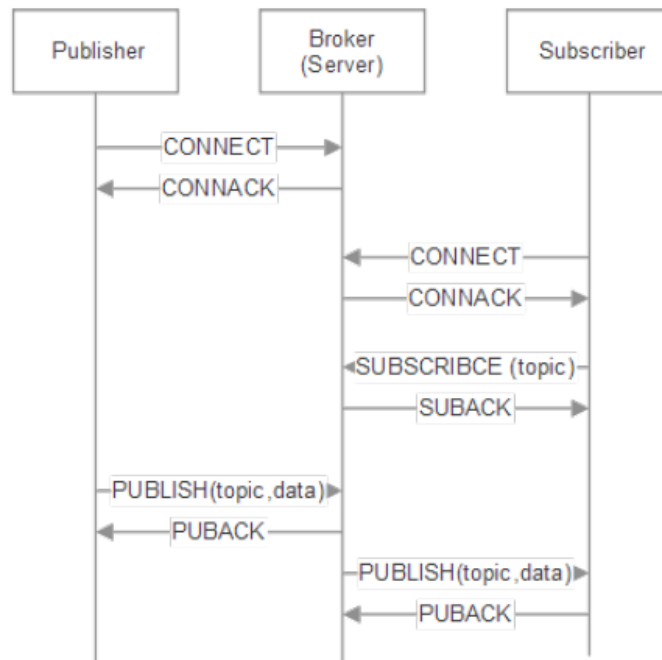 Publisher
Broker
(Server)
Subscriber
CONNECT
CONNACK
CONNECT
CONNACK
SUBSCRIBCE (topic)
SUBACK
PUBLISH(topic,data)
PUBACK
PUBLISH(topic,data)
PUBACK